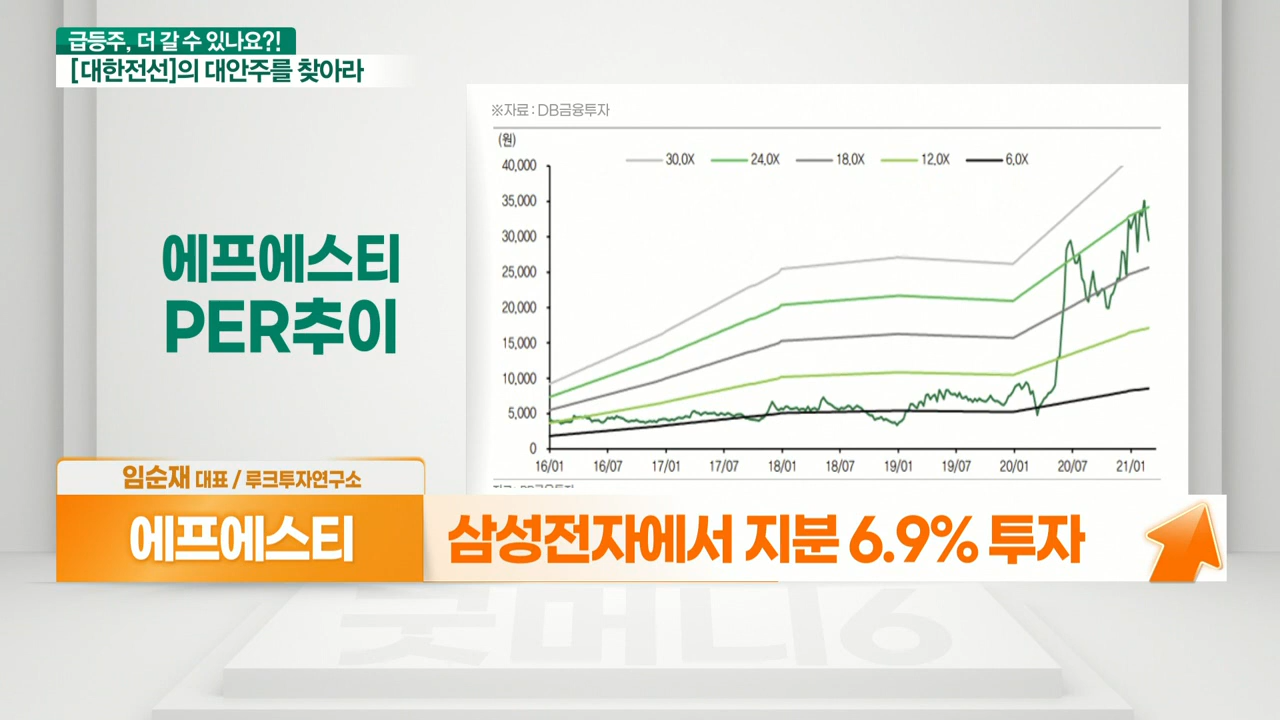 급등주, 더 갈 수 있나요?!
[대한전선]의 대안주를 찾아라
※자료 : DB금융투자
(원)
30.0X 24.0X 18.0X 12.0X 6.0X
40,000
35,000
30,000
25,000
20,000
15,000
10,000
5,000
0
16/01 16/07 17/01 17/07 18/01 18/07 19/01 19/07 20/01 20/07 21/01
에프에스티
PER추이
임순재 대표 / 루크투자연구소
에프에스티
삼성전자에서 지분 6.9% 투자
굿머니6